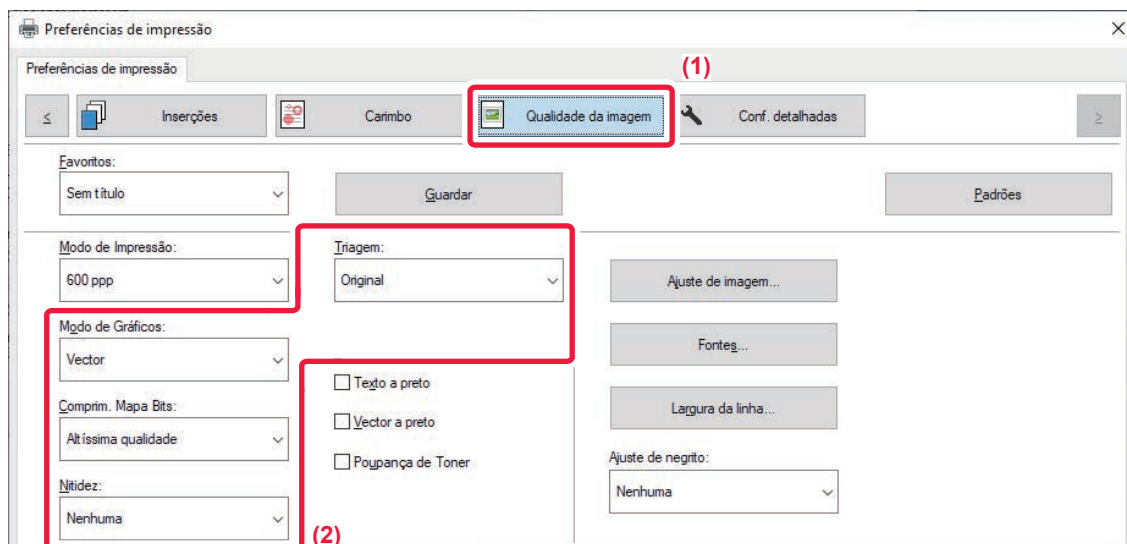 Preferências de impressão
Preferências de impressão
(1)
<
Inserções
Carimbo
Qualidade da imagem
Conf. detalhadas
>
Favoritos:
Sem título
Guardar
Padrões
Modo de Impressão:
600 ppp
Triagem:
Original
Ajuste de imagem...
Modo de Gráficos:
Vector
Fontes...
Texto a preto
Comprim. Mapa Bits:
Altíssima qualidade
Vector a preto
Largura da linha...
Poupança de Toner
Ajuste de negrito:
Nenhuma
Nitidez:
Nenhuma
(2)